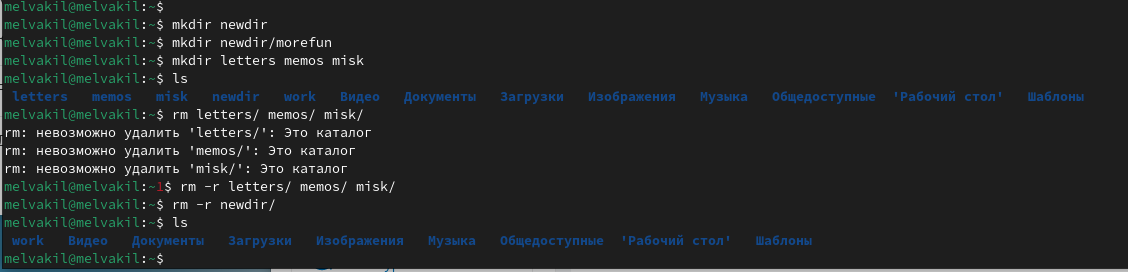 melvakil@melvakil:~$
melvakil@melvakil:~$ mkdir newdir
melvakil@melvakil:~$ mkdir newdir/morefun
melvakil@melvakil:~$ mkdir letters memos misk
melvakil@melvakil:~$ ls
letters memos misk newdir work Видео Документы Загрузки Изображения Музыка Общедоступные 'Рабочий стол' Шаблоны
melvakil@melvakil:~$ rm letters/ memos/ misk/
rm: невозможно удалить 'letters/': Это каталог
rm: невозможно удалить 'memos/': Это каталог
rm: невозможно удалить 'misk/': Это каталог
melvakil@melvakil:~1$ rm -r letters/ memos/ misk/
melvakil@melvakil:~$ rm -r newdir/
melvakil@melvakil:~$ ls
work Видео Документы Загрузки Изображения Музыка Общедоступные 'Рабочий стол' Шаблоны
melvakil@melvakil:~$